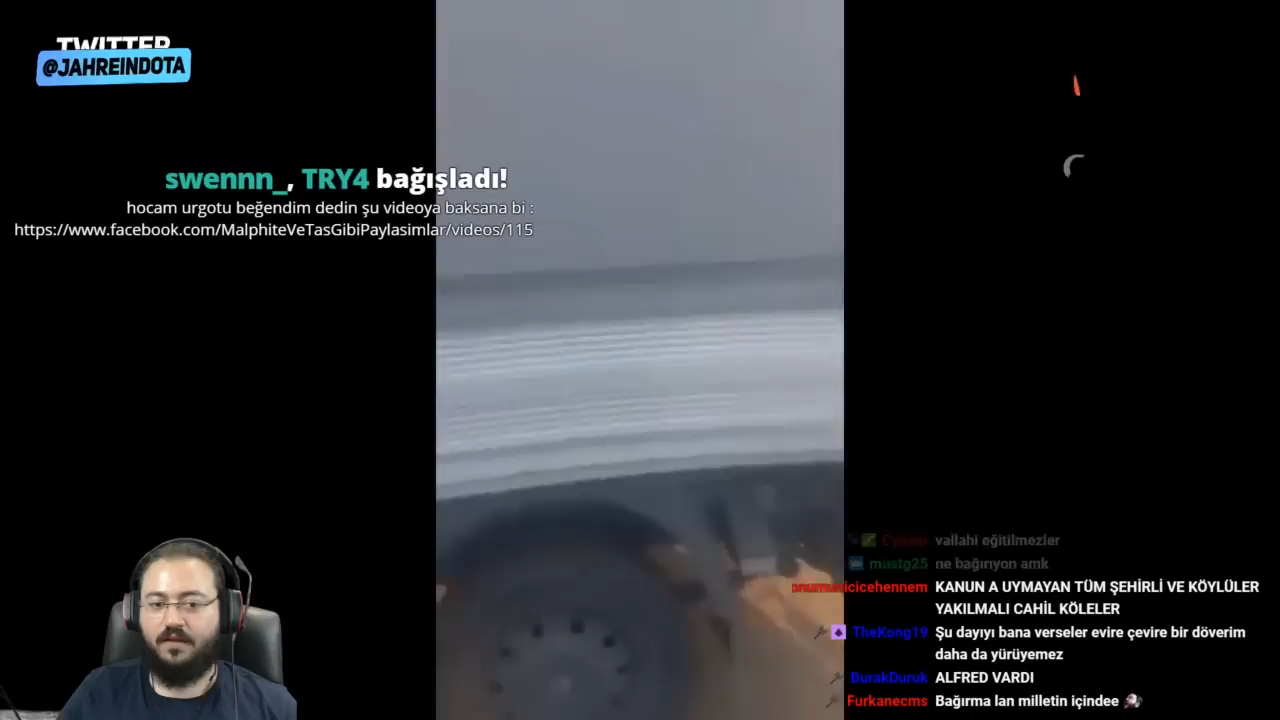 TWITTER
@JAHREINDOTA
swennn_, TRY4 bağışladı!
hocam urgotu beğendim dedin şu videoya baksana bi :
https://www.facebook.com/MalphiteVeTasGibiPaylasimlar/videos/115
vallahi eğitilmezler
mustg25 ne bağırıyon amk
KANUN A UYMAYAN TÜM ŞEHİRLİ VE KÖYLÜLER
YAKILMALI CAHİL KÖLELER
TheKong19 Şu dayıyı bana verseler evire çevire bir döverim
daha da yürüyemez
BurakDuruk ALFRED VARDI
Furkanecms Bağırma lan milletin içindee